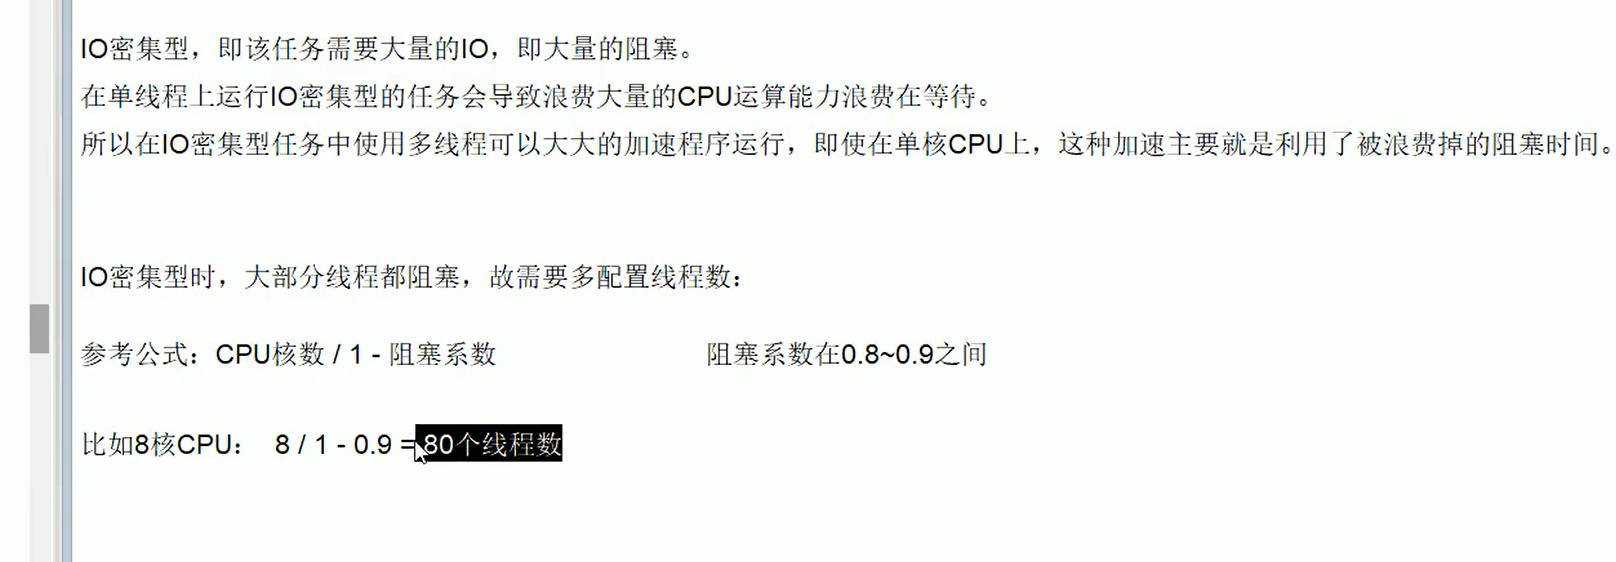 IO密集型，即该任务需要大量的IO，即大量的阻塞。
在单线程上运行IO密集型的任务会导致浪费大量的CPU运算能力浪费在等待。
所以在IO密集型任务中使用多线程可以大大的加速程序运行，即使在单核CPU上，这种加速主要就是利用了被浪费掉的阻塞时间。
IO密集型时，大部分线程都阻塞，故需要多配置线程数：
参考公式：CPU核数 / 1 - 阻塞系数 阻塞系数在0.8~0.9之间
比如8核CPU： 8 / 1 - 0.9 = 80个线程数